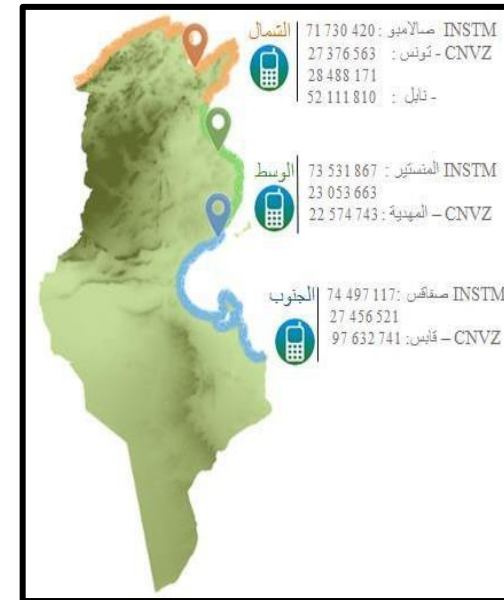 الشمال
INSTM صالامبو : 71 730 420
CNVZ - تونس : 27 376 563
28 488 171
- نابل : 52 111 810
الوسط
INSTM المنستير : 73 531 867
23 053 663
CNVZ – المهدية : 22 574 743
الجنوب
INSTM صفاقس : 74 497 117
27 456 521
CNVZ – قابس: 97 632 741